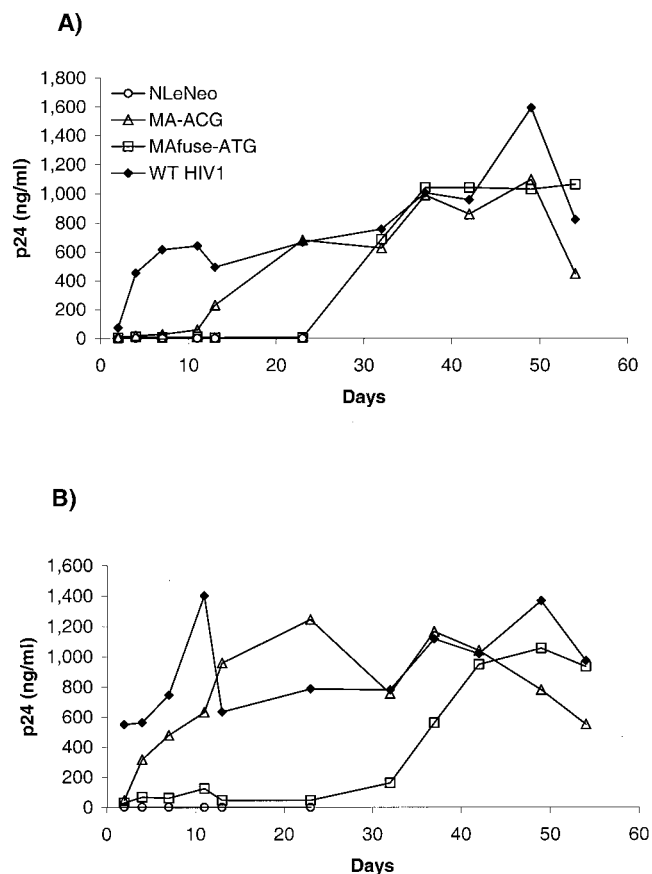 A)
1,800
1,600
1,400
1,200
1,000
800
600
400
200
0
p24 (ng/ml)
NLeNeo
MA-ACG
MAfuse-ATG
WT HIV1
0 10 20 30 40 50 60
Days
B)
1,600
1,400
1,200
1,000
800
600
400
200
0
p24 (ng/ml)
0 10 20 30 40 50 60
Days